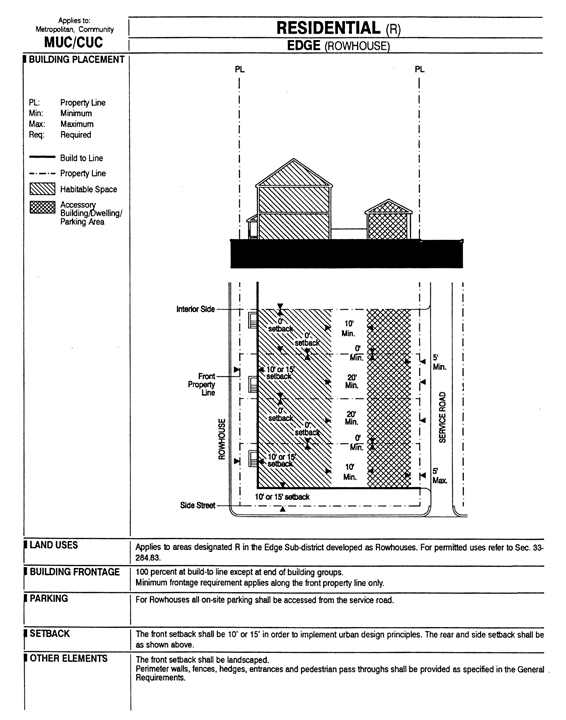 Applies to:
Metropolitan, Community
MUC/CUC
RESIDENTIAL (R)
EDGE (ROWHOUSE)
BUILDING PLACEMENT
PL: Property Line
Min: Minimum
Max: Maximum
Req: Required
Build to Line
Property Line
Habitable Space
Accessory
Building/Dwelling/
Parking Area
PL
PL
Interior Side
0'
setback
10'
Min.
0'
setback
0'
Min.
5'
Min.
10' or 15'
setback
Front
Property
Line
20'
Min.
0'
setback
20'
Min.
0'
setback
0'
Min.
ROWHOUSE
SERVICE ROAD
10' or 15'
setback
10'
Min.
5'
Max.
10' or 15' setback
Side Street
LAND USES
Applies to areas designated R in the Edge Sub-district developed as Rowhouses. For permitted uses refer to Sec. 33-
284.83.
BUILDING FRONTAGE
100 percent at build-to line except at end of building groups.
Minimum frontage requirement applies along the front property line only.
PARKING
For Rowhouses all on-site parking shall be accessed from the service road.
SETBACK
The front setback shall be 10' or 15' in order to implement urban design principles. The rear and side setback shall be
as shown above.
OTHER ELEMENTS
The front setback shall be landscaped.
Perimeter walls, fences, hedges, entrances and pedestrian pass throughs shall be provided as specified in the General
Requirements.